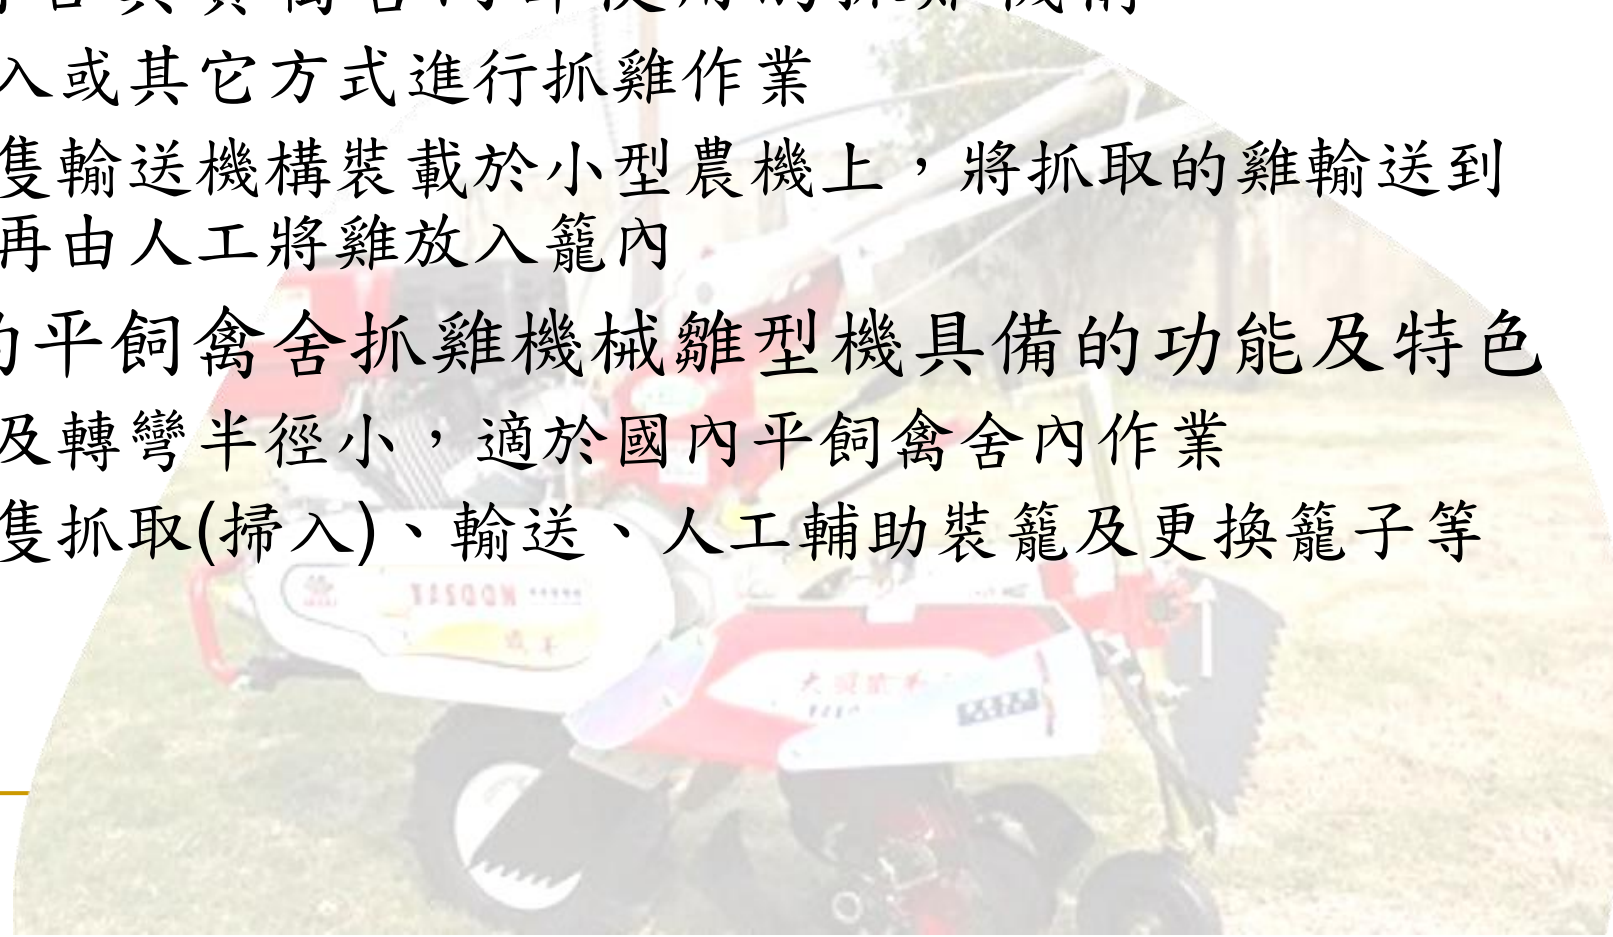 入或其它方式進行抓雞作業
隻輸送機構裝載於小型農機上，將抓取的雞輸送到
再由人工將雞放入籠內
的平飼禽舍抓雞機械雛型機具備的功能及特色
及轉彎半徑小，適於國內平飼禽舍內作業
隻抓取(掃入)、輸送、人工輔助裝籠及更換籠子等